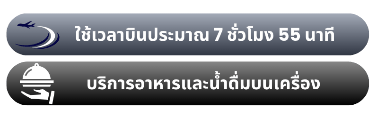 ใช้เวลาบินประมาณ 7 ชั่วโมง 55 นาที
บริการอาหารและน้ำดื่มบนเครื่อง